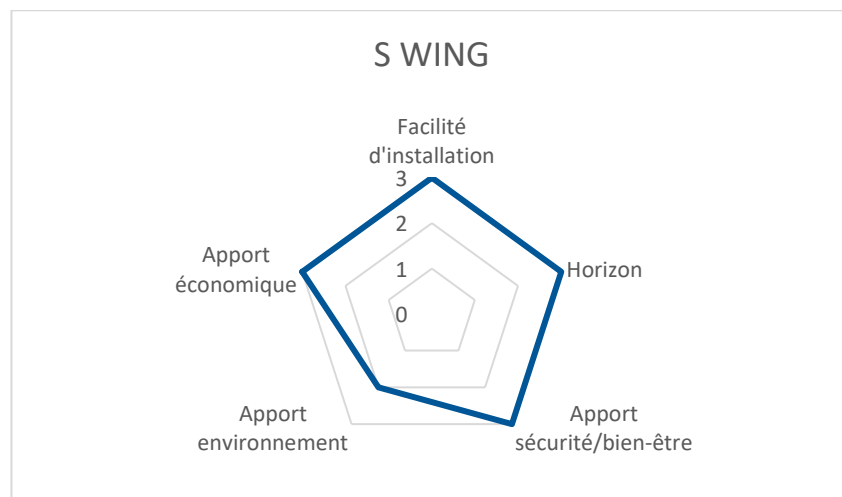 S WING
Facilité
d'installation
3
2
1
0
Horizon
Apport
sécurité/bien-être
Apport
environnement
Apport
économique